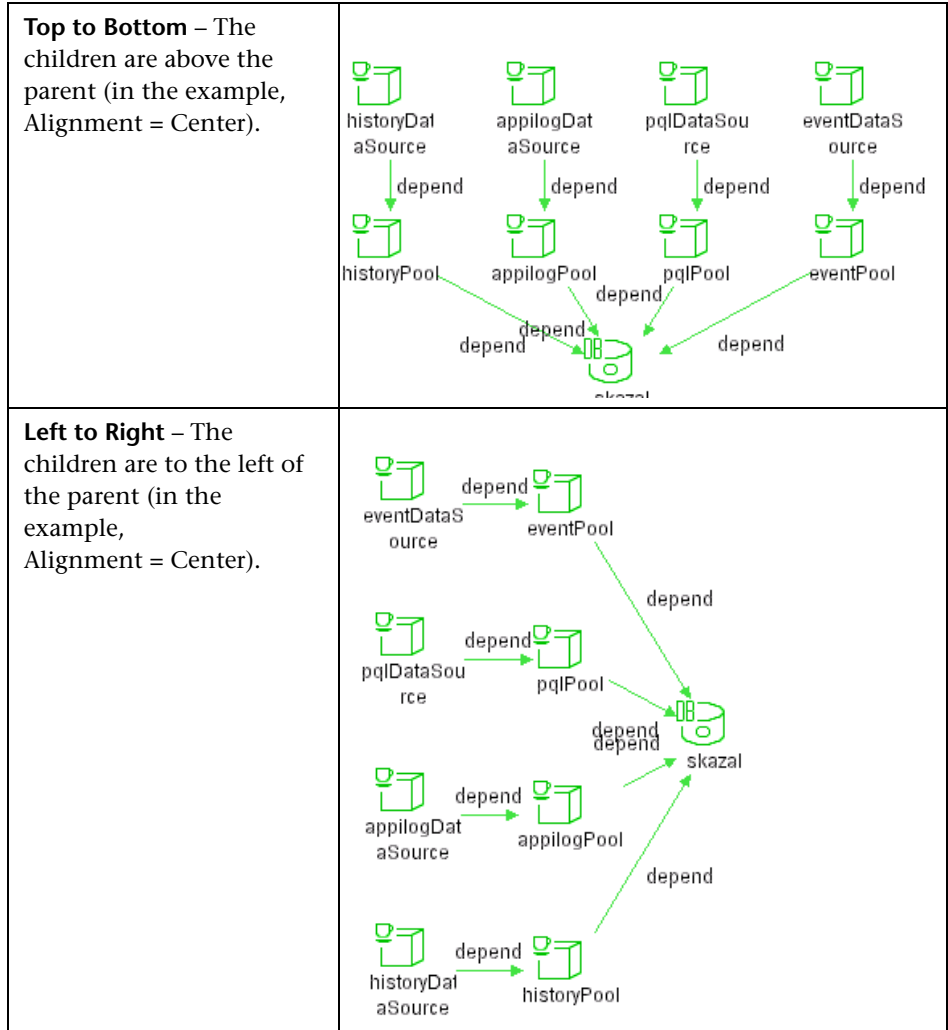 Top to Bottom – The
children are above the
parent (in the example,
Alignment = Center).
historyDat
aSource
appilogDat
aSource
pqlDataSou
rce
eventDataS
ource
depend
depend
depend
depend
historyPool
appilogPool
pqlPool
eventPool
depend
depend
depend
depend
DB
skazal
Left to Right – The
children are to the left of
the parent (in the
example,
Alignment = Center).
eventDataS
ource
depend
eventPool
depend
pqlDataSou
rce
depend
pqlPool
DB
skazal
depend
depend
appilogDat
aSource
depend
appilogPool
depend
historyDat
aSource
depend
historyPool